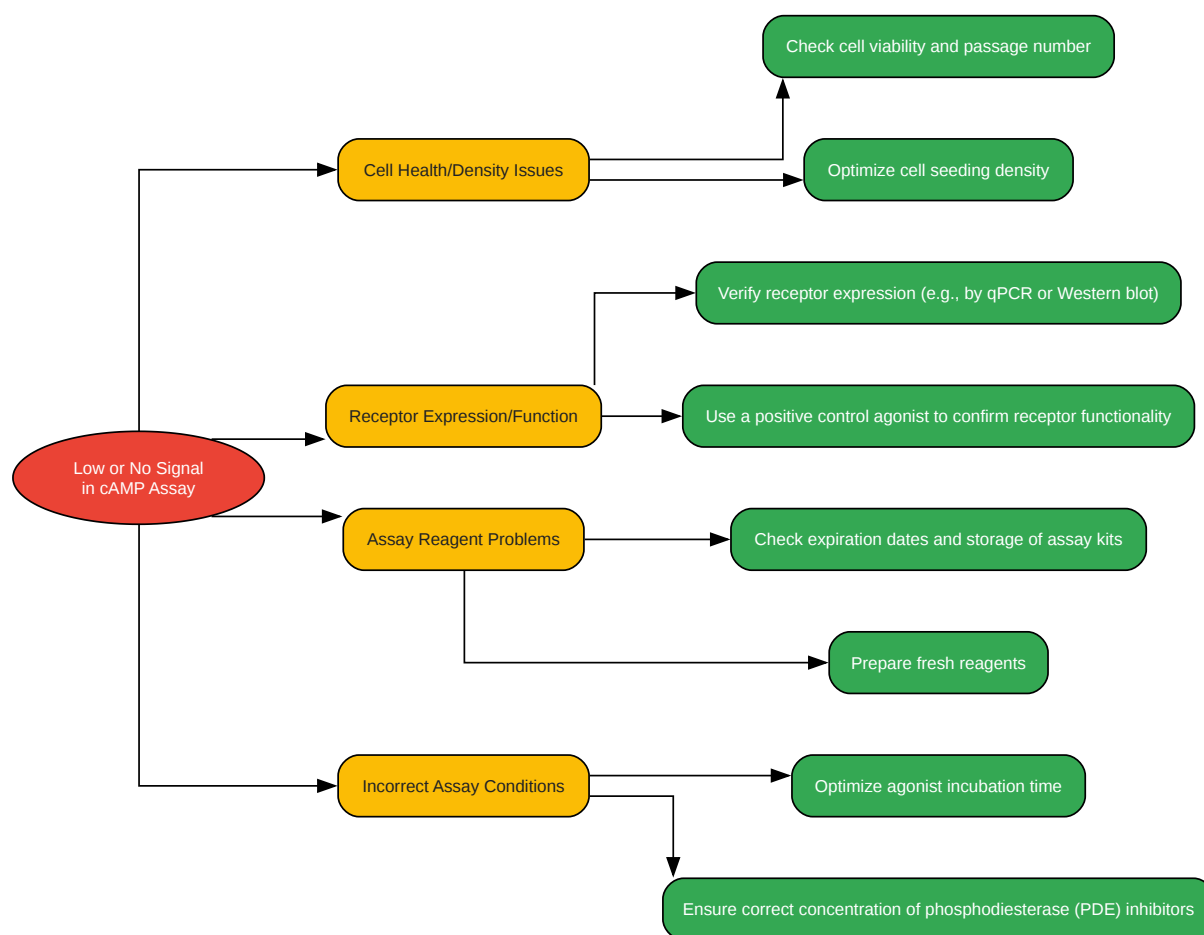 Check cell viability and passage number
Cell Health/Density Issues
Optimize cell seeding density
Verify receptor expression (e.g., by qPCR or Western blot)
Receptor Expression/Function
Use a positive control agonist to confirm receptor functionality
Low or No Signal
in cAMP Assay
Assay Reagent Problems
Check expiration dates and storage of assay kits
Prepare fresh reagents
Incorrect Assay Conditions
Optimize agonist incubation time
Ensure correct concentration of phosphodiesterase (PDE) inhibitors